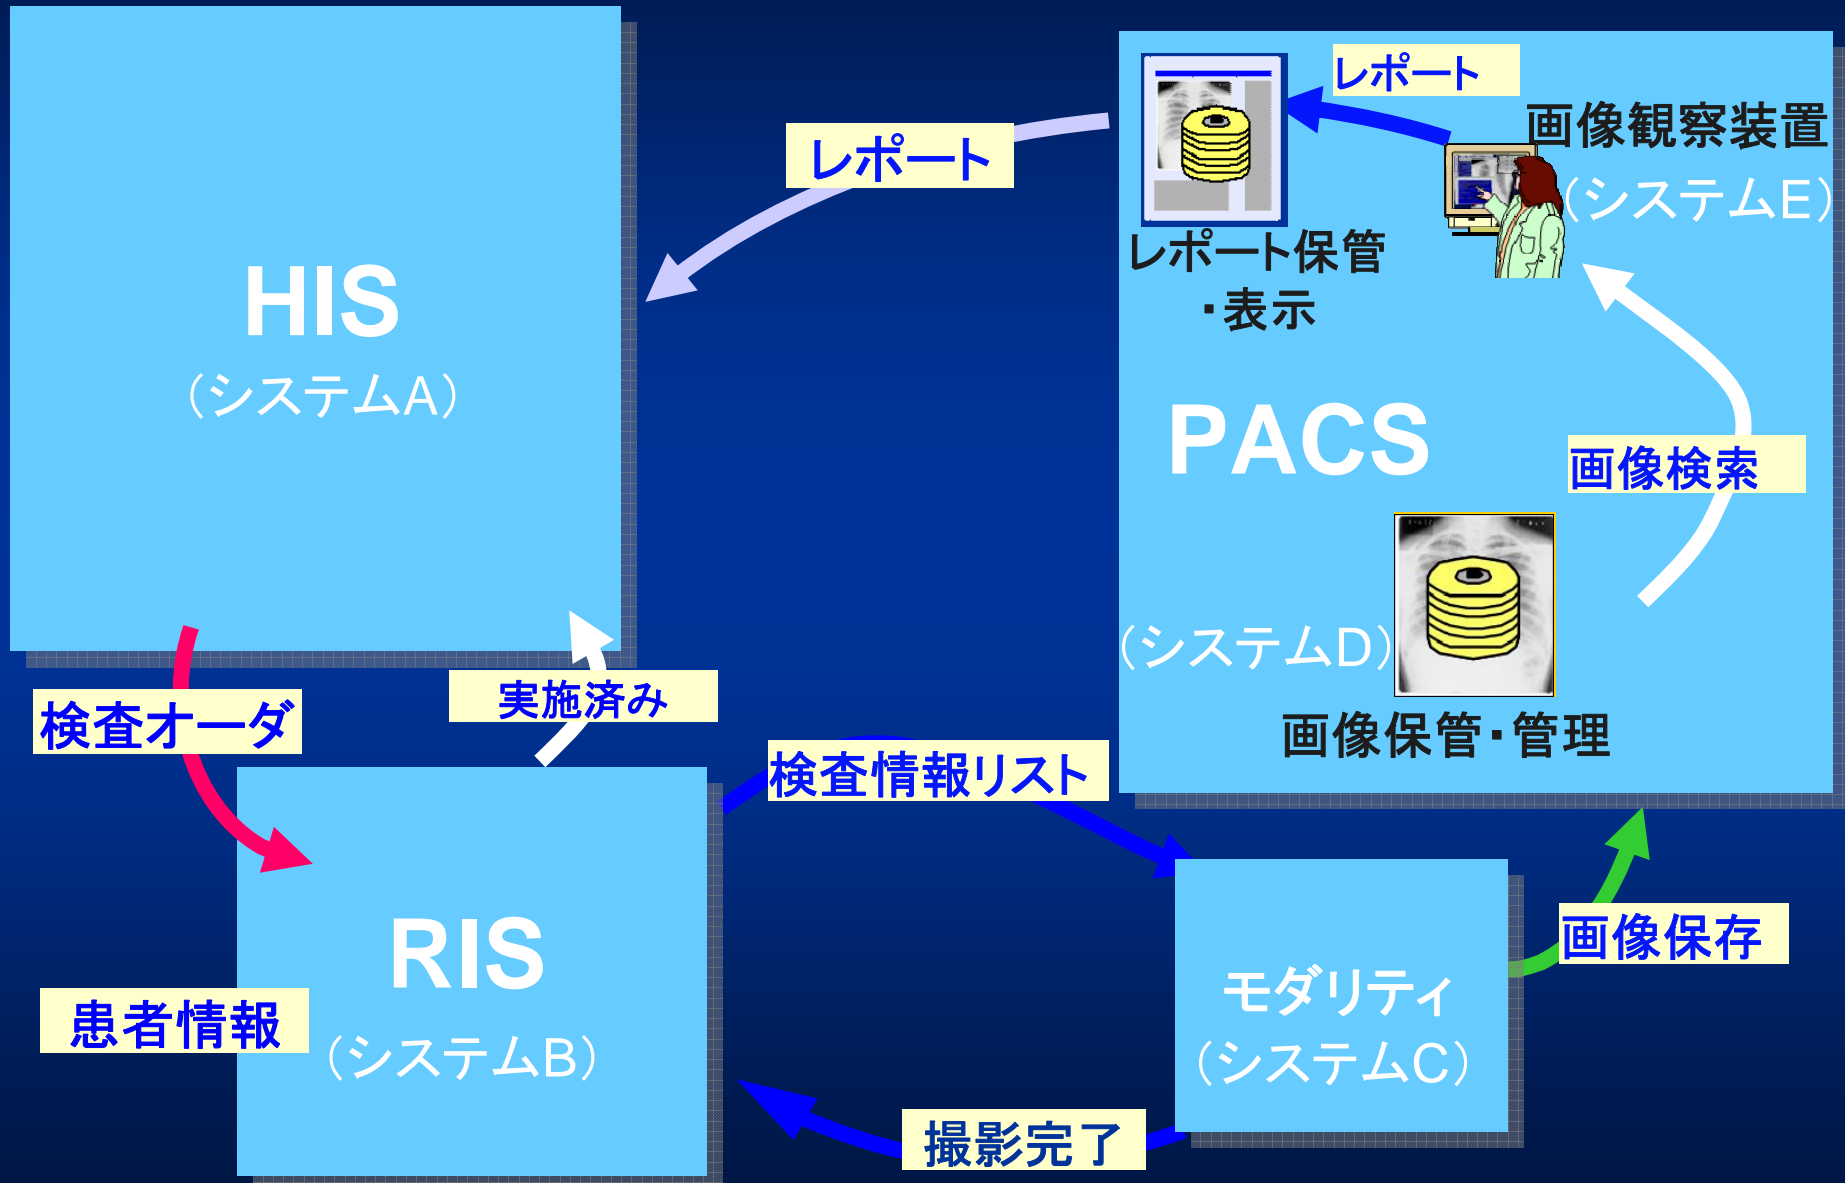 HIS
（システムA）
レポート
レポート
画像観察装置
（システムE）
レポート保管
・表示
PACS
画像検索
（システムD）
画像保管・管理
検査オーダ
実施済み
検査情報リスト
RIS
（システムB）
患者情報
モダリティ
（システムC）
画像保存
撮影完了